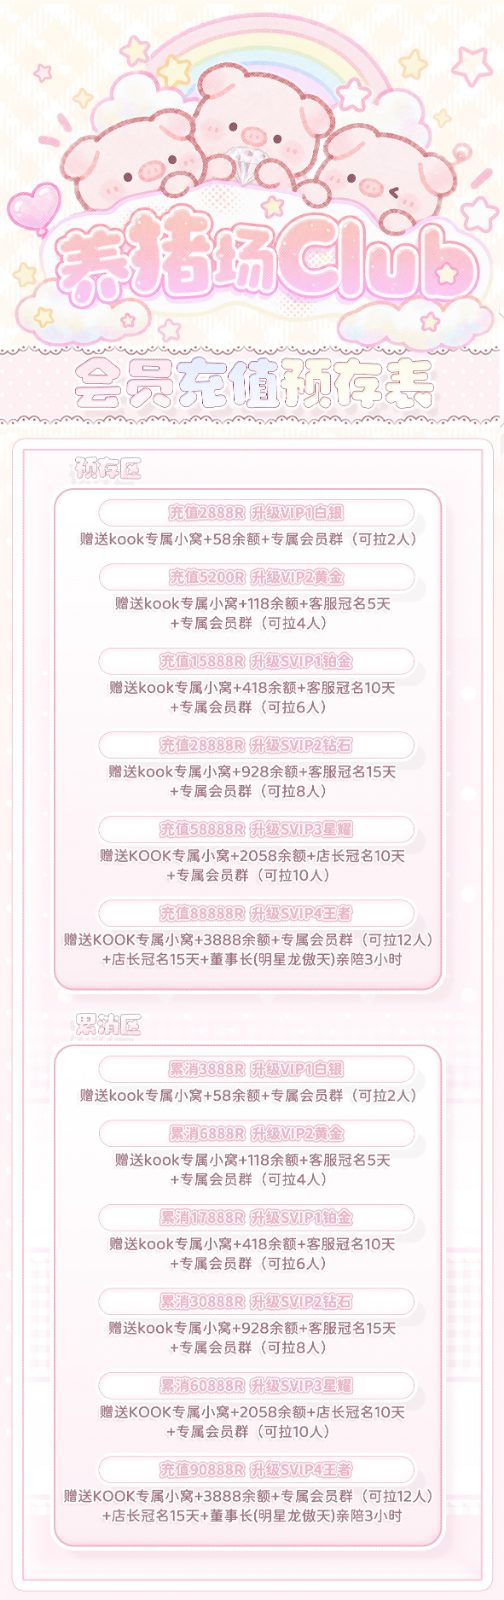 养猪场Club
会员充值预存表
预存区
充值2888R 升级VIP1白银
赠送kook专属小窝+58余额+专属会员群（可拉2人）
充值5200R 升级VIP2黄金
赠送kook专属小窝+118余额+客服冠名5天
+专属会员群（可拉4人）
充值15888R 升级SVIP1铂金
赠送kook专属小窝+418余额+客服冠名10天
+专属会员群（可拉6人）
充值28888R 升级SVIP2钻石
赠送kook专属小窝+928余额+客服冠名15天
+专属会员群（可拉8人）
充值58888R 升级SVIP3星耀
赠送KOOK专属小窝+2058余额+店长冠名10天
+专属会员群（可拉10人）
充值88888R 升级SVIP4王者
赠送KOOK专属小窝+3888余额+专属会员群（可拉12人）
+店长冠名15天+董事长(明星龙傲天)亲陪3小时
累消区
累消3888R 升级VIP1白银
赠送kook专属小窝+58余额+专属会员群（可拉2人）
累消6888R 升级VIP2黄金
赠送kook专属小窝+118余额+客服冠名5天
+专属会员群（可拉4人）
累消17888R 升级SVIP1铂金
赠送kook专属小窝+418余额+客服冠名10天
+专属会员群（可拉6人）
累消30888R 升级SVIP2钻石
赠送kook专属小窝+928余额+客服冠名15天
+专属会员群（可拉8人）
累消60888R 升级SVIP3星耀
赠送KOOK专属小窝+2058余额+店长冠名10天
+专属会员群（可拉10人）
充值90888R 升级SVIP4王者
赠送KOOK专属小窝+3888余额+专属会员群（可拉12人）
+店长冠名15天+董事长(明星龙傲天)亲陪3小时